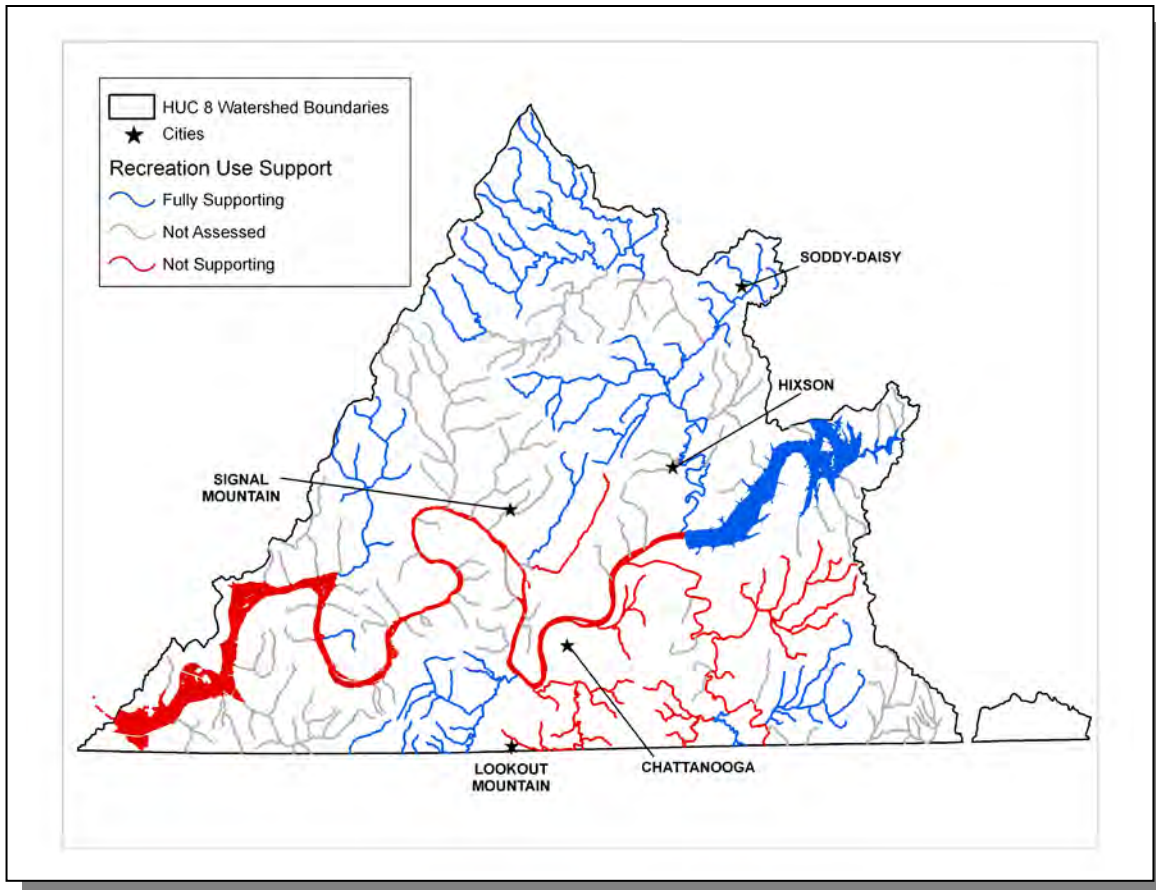 HUC 8 Watershed Boundaries
Cities
Recreation Use Support
Fully Supporting
Not Assessed
Not Supporting
SODDY-DAISY
HIXSON
SIGNAL
MOUNTAIN
LOOKOUT
MOUNTAIN
CHATTANOOGA